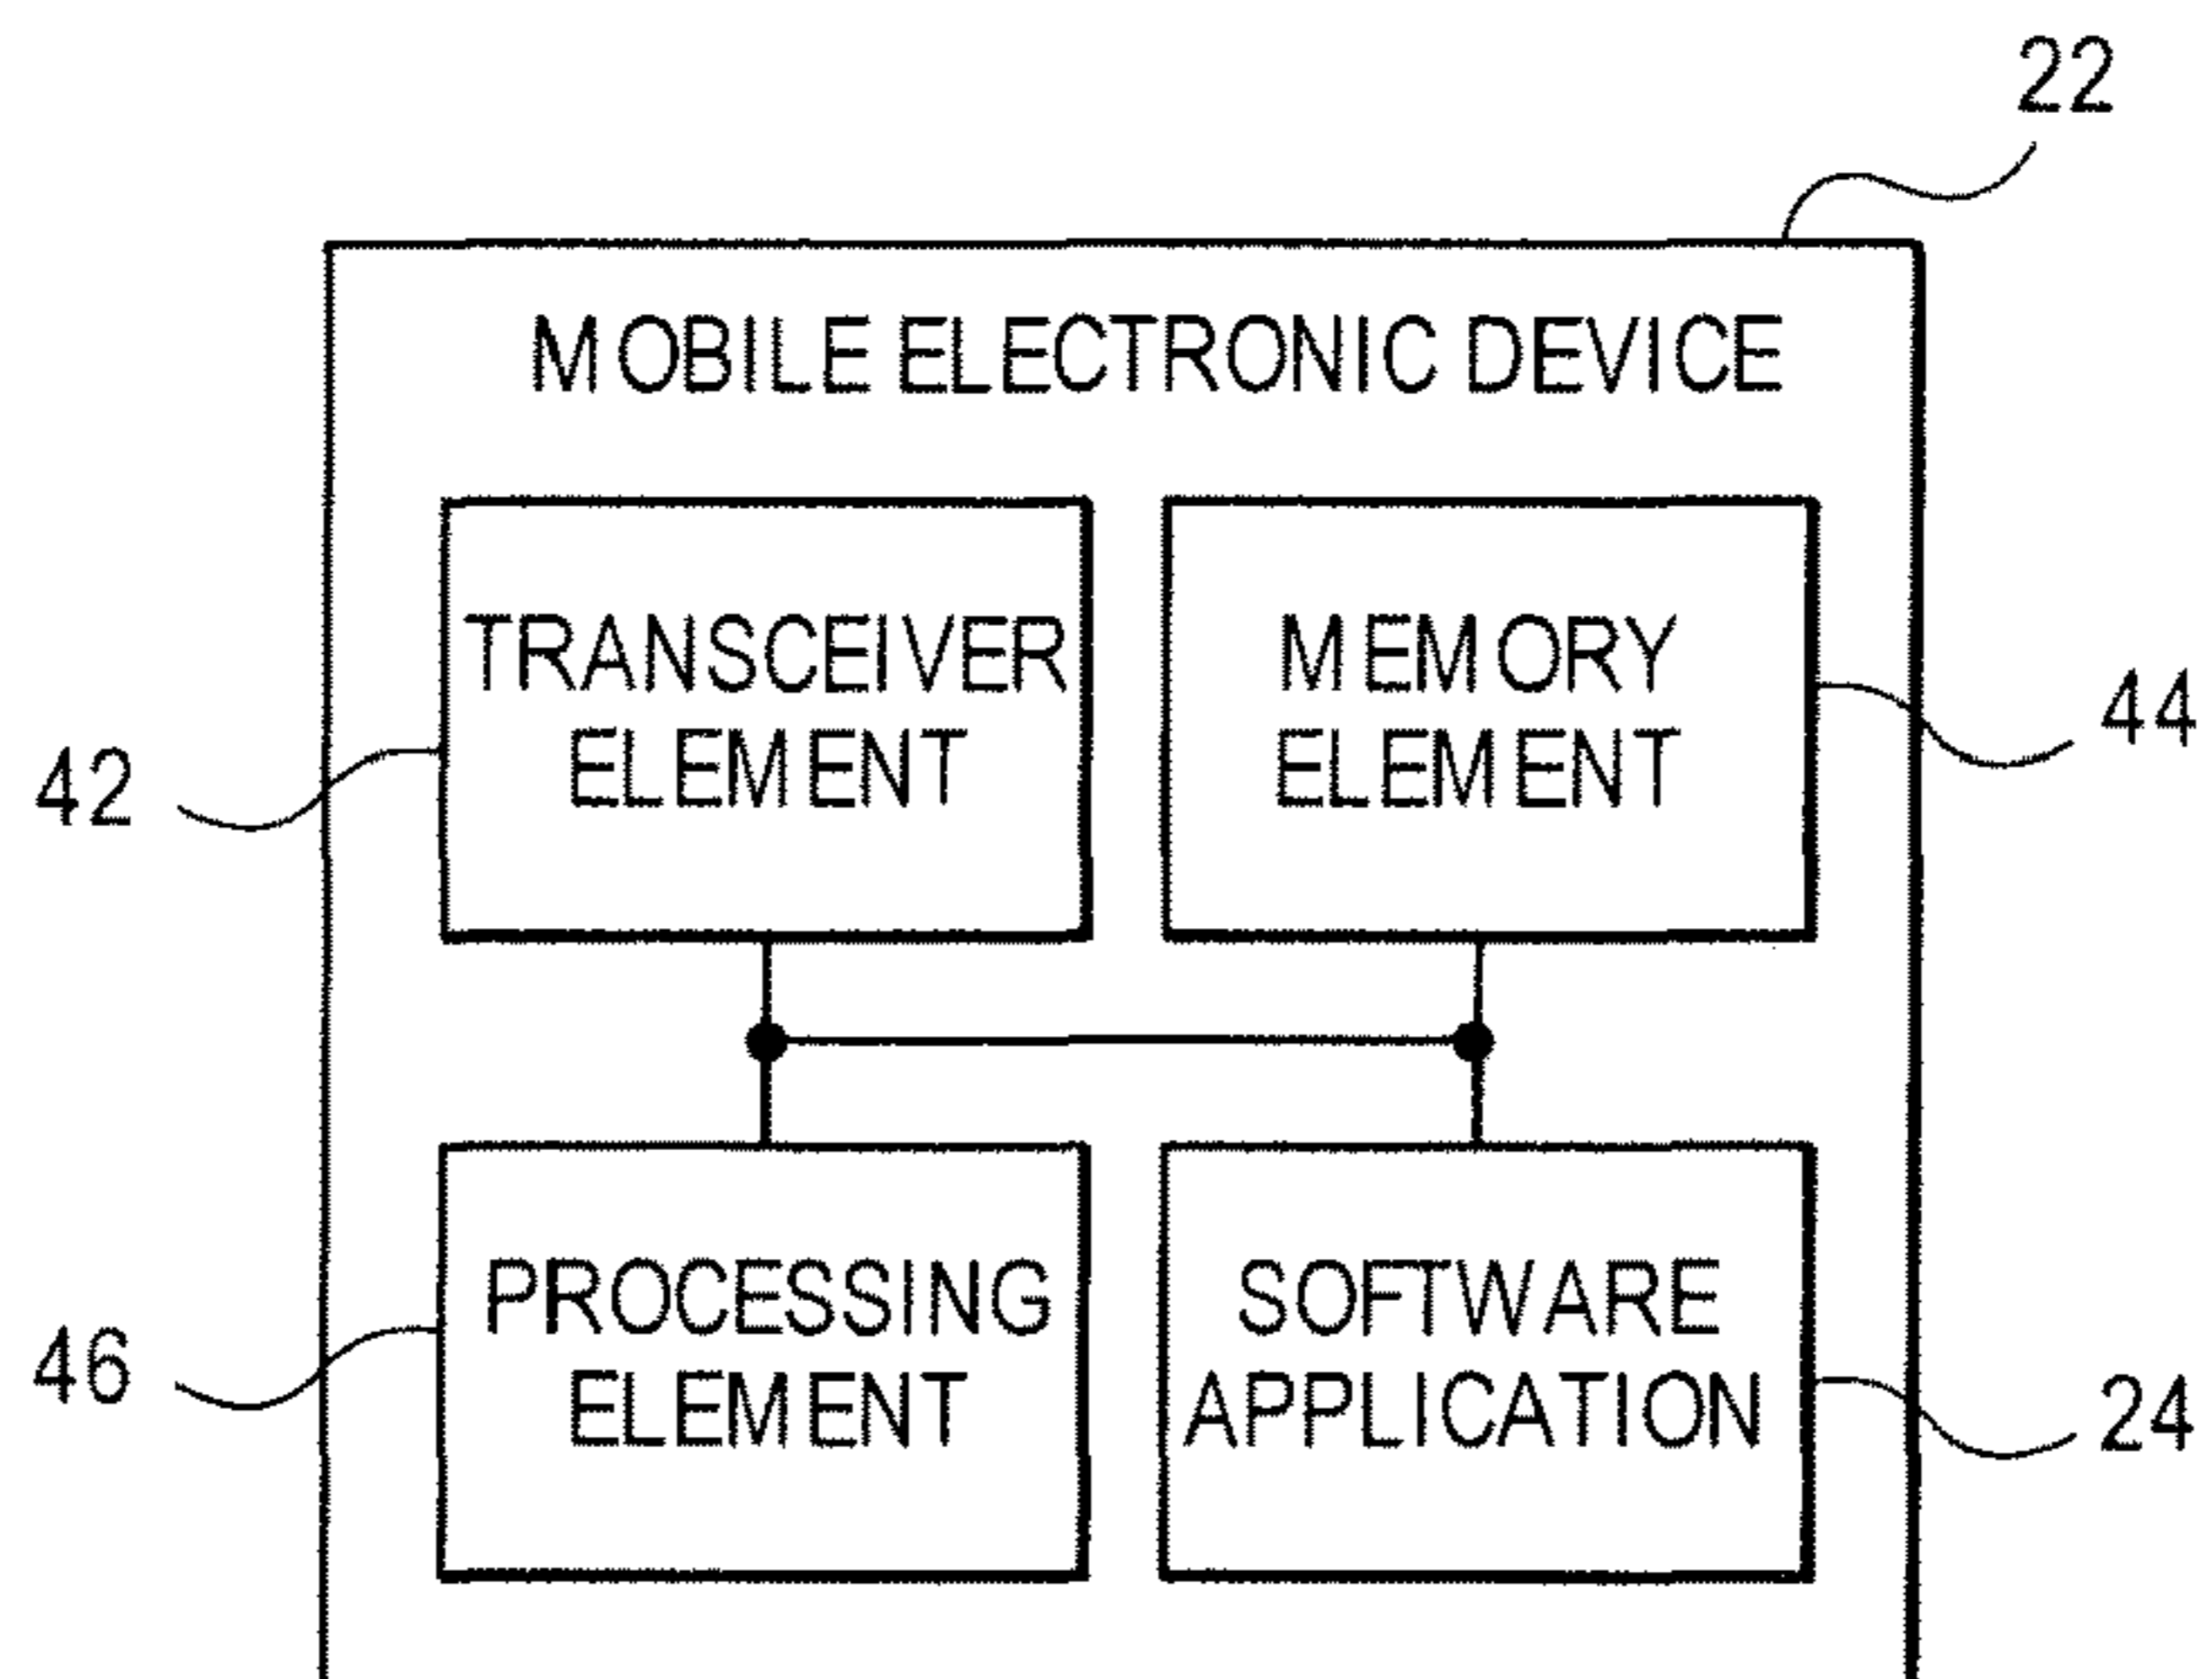 22
MOBILE ELECTRONIC DEVICE
TRANSCEIVER
ELEMENT
42
MEMORY
ELEMENT
44
PROCESSING
ELEMENT
46
SOFTWARE
APPLICATION
24